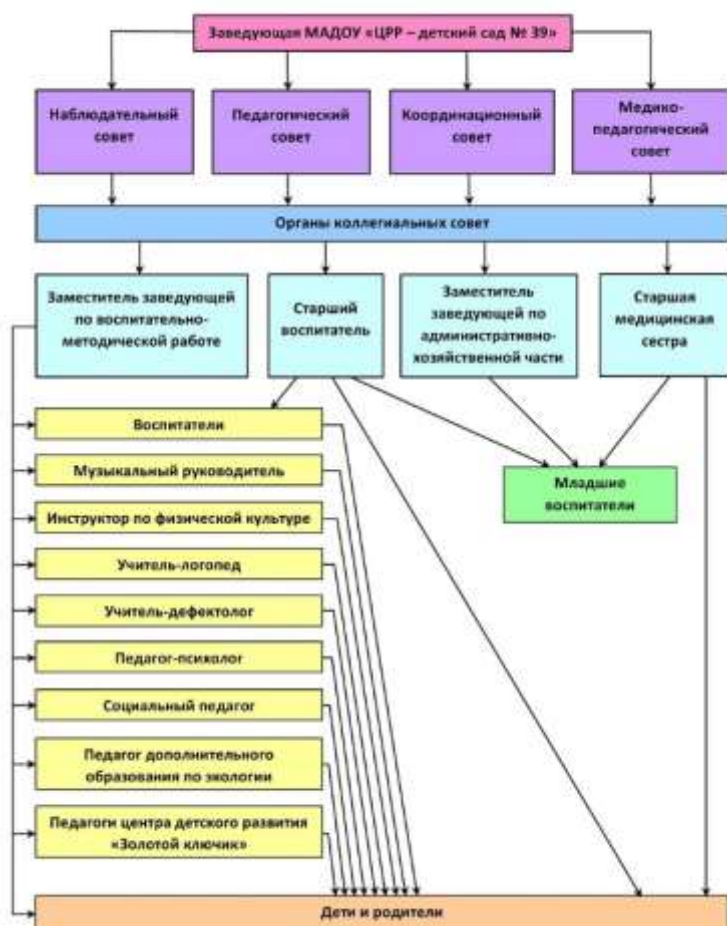 Заведующая МАДОУ «ЦРР – детский сад № 39»
Наблюдательный
совет
Педагогический
совет
Координационный
совет
Медико-
педагогический
совет
Органы коллегиальных совет
Заместитель заведующей
по воспитательно-
методической работе
Старший
воспитатель
Заместитель
заведующей по
административно-
хозяйственной части
Старшая
медицинская
сестра
Воспитатели
Музыкальный руководитель
Инструктор по физической культуре
Учитель-логопед
Учитель-дефектолог
Педагог-психолог
Социальный педагог
Педагог дополнительного
образования по экологии
Педагоги центра детского развития
«Золотой ключик»
Младшие
воспитатели
Дети и родители